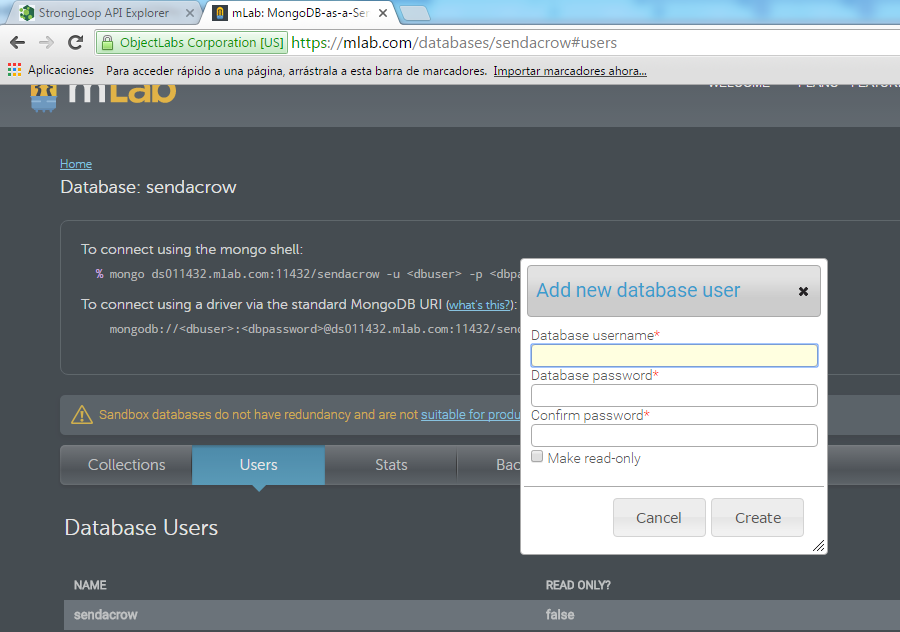 StrongLoop API Explorer
mLab: MongoDB-as-a-Ser
ObjectLabs Corporation [US] https://mlab.com/databases/sendacrow#users
Aplicaciones Para acceder rápido a una página, arrástrala a esta barra de marcadores. Importar marcadores ahora...
mLab
WELCOME PLANS FEATUR
Home
Database: sendacrow
To connect using the mongo shell:
% mongo ds011432.mlab.com:11432/sendacrow -u <dbuser> -p <dbpa
To connect using a driver via the standard MongoDB URI (what's this?):
mongodb://<dbuser>:<dbpassword>@ds011432.mlab.com:11432/send
Sandbox databases do not have redundancy and are not suitable for produ
Collections Users Stats Bac
Database Users
NAME READ ONLY?
sendacrow false
Add new database user
Database username*
Database password*
Confirm password*
Make read-only
Cancel Create